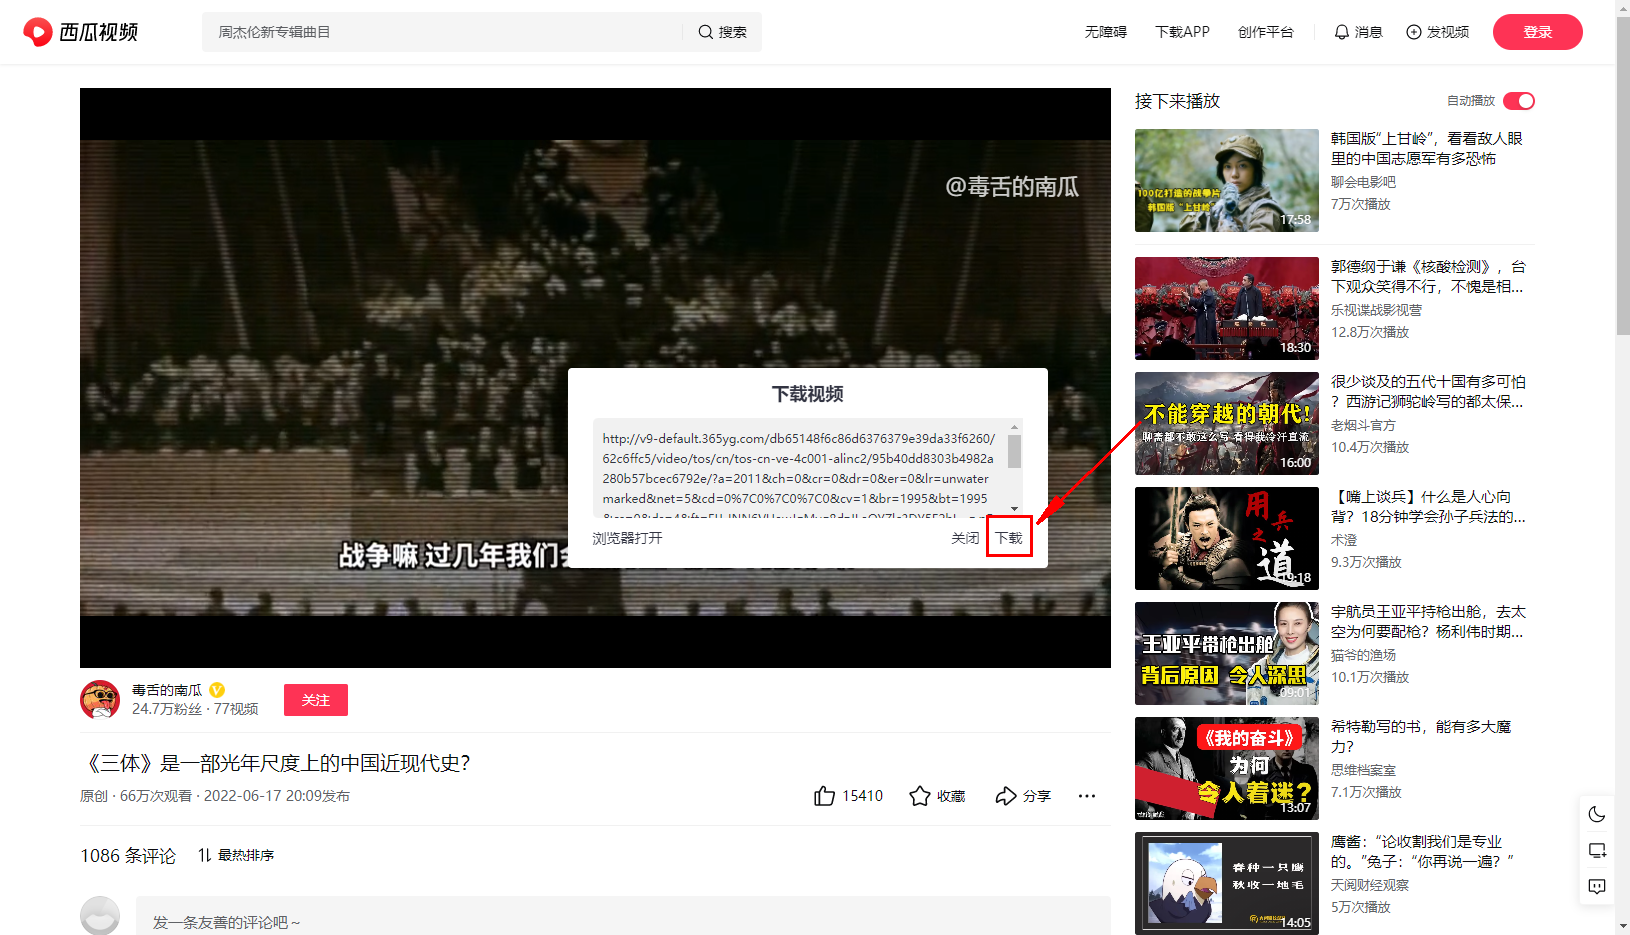 西瓜视频
周杰伦新专辑曲目
搜索
无障碍
下载APP
创作平台
消息
发视频
登录
@毒舌的南瓜
下载视频
http://v9-default.365yg.com/db65148f6c86d6376379e39da33f6260/
62c6ffc5/video/tos/cn/tos-cn-ve-4c001-alinc2/95b40dd8303b4982a
280b57bcec6792e/?a=2011&ch=0&cr=0&dr=0&er=0&lr=unwater
marked&net=5&cd=0%7C0%7C0%7C0&cv=1&br=1995&bt=1995
浏览器打开
关闭
下载
战争嘛 过几年我们会
毒舌的南瓜
24.7万粉丝 · 77视频
关注
《三体》是一部光年尺度上的中国近现代史?
原创 · 66万次观看 · 2022-06-17 20:09发布
15410
收藏
分享
1086 条评论
最热排序
发一条友善的评论吧～
接下来播放
自动播放
100亿打造的战争片
韩国版"上甘岭"
17:58
韩国版“上甘岭”，看看敌人眼
里的中国志愿军有多恐怖
聊会电影吧
7万次播放
18:30
郭德纲于谦《核酸检测》，台
下观众笑得不行，不愧是相...
乐视谍战影视营
12.8万次播放
不能穿越的朝代!
聊斋都不敢这么写 看得我冷汗直流
16:00
很少谈及的五代十国有多可怕
？西游记狮驼岭写的都太保...
老烟斗官方
10.4万次播放
用兵之道
9:18
【嘴上谈兵】什么是人心向
背？18分钟学会孙子兵法的...
术澄
9.3万次播放
王亚平带枪出舱
背后原因 令人深思
09:01
宇航员王亚平持枪出舱，去太
空为何要配枪？杨利伟时期...
猫爷的渔场
10.1万次播放
《我的奋斗》
为何
令人着迷？
13:07
希特勒写的书，能有多大魔
力？
思维档案室
7.1万次播放
春种一只鹰
秋收一地毛
14:05
鹰酱：“论收割我们是专业
的。”兔子：“你再说一遍？”
天阅财经观察
5万次播放